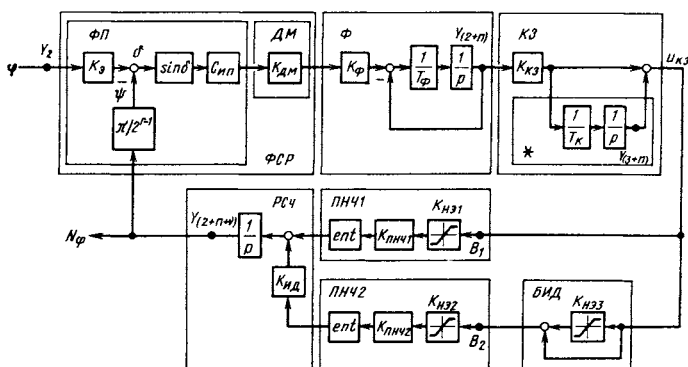 ФП
ДМ
Ф
КЗ
φ
Y₂
Kэ
δ
sinδ
Cип
Kдм
Kф
1/Tф
1/p
Y(2+n)
Kкз
uкз
−
ψ
−
π/2ʳ⁻¹
ФСР
*
1/Tк
1/p
Y(3+n)
Nφ
РСЧ
Y(2+n+1)
1/p
Kид
ПНЧ1
ent
Kпнч1
Kнэ1
B₁
ПНЧ2
ent
Kпнч2
Kнэ2
B₂
БИД
Kнэ3